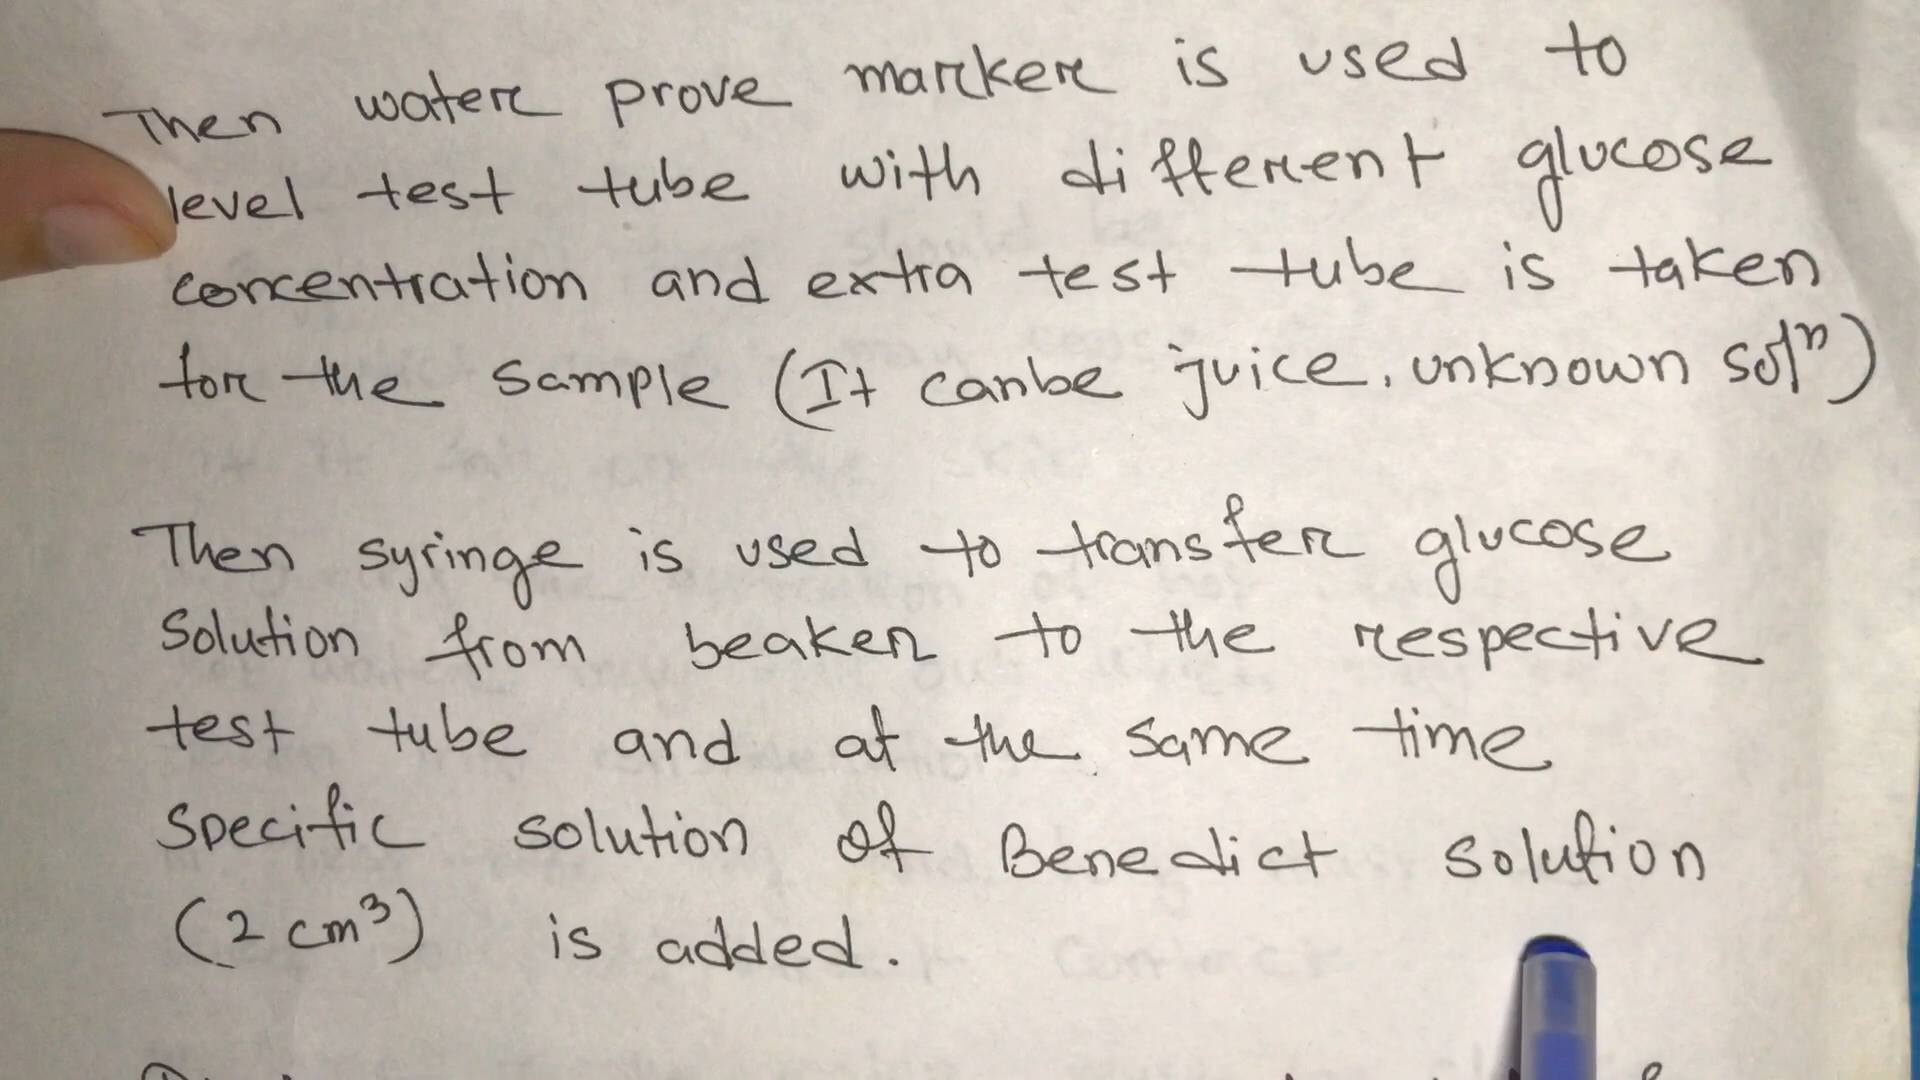 Then water prove marker is used to
level test tube with different glucose
concentration and extra test tube is taken
for the sample (It canbe juice, unknown solⁿ)
Then syringe is used to transfer glucose
solution from beaker to the respective
test tube and at the same time
specific solution of Benedict solution
(2 cm³) is added.